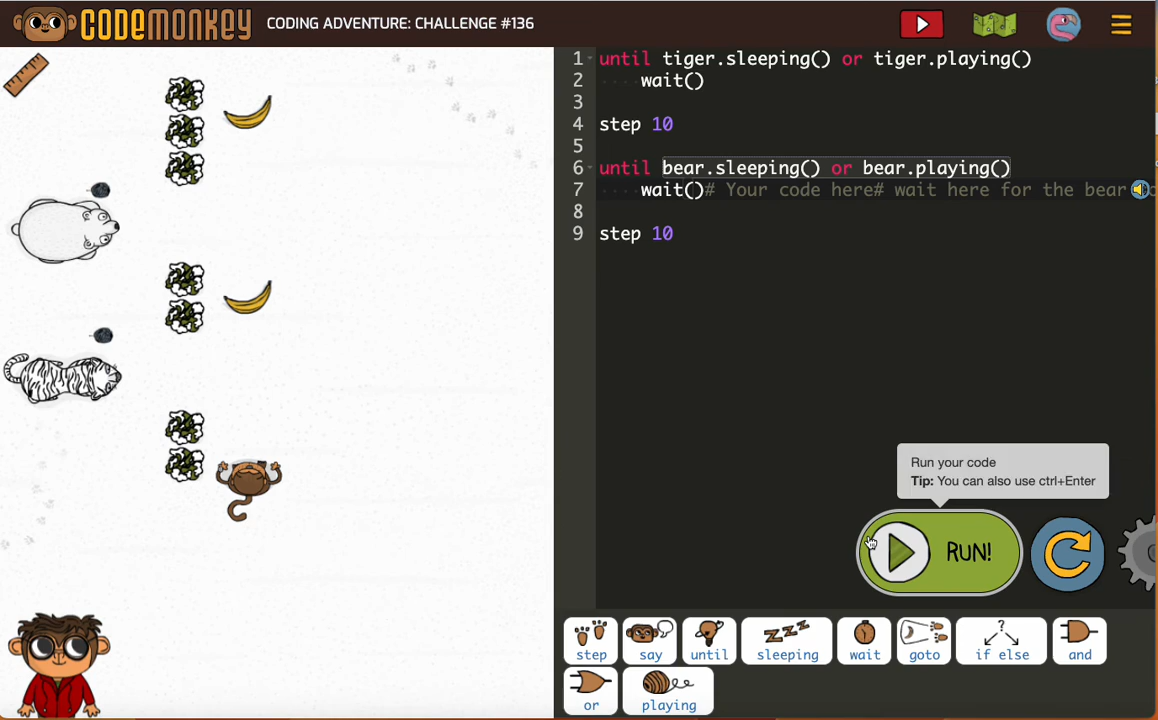 CODEMONKEY CODING ADVENTURE: CHALLENGE #136
1 until tiger.sleeping() or tiger.playing()
2 wait()
3
4 step 10
5
6 until bear.sleeping() or bear.playing()
7 wait()# Your code here# wait here for the bear
8
9 step 10
Run your code
Tip: You can also use ctrl+Enter
RUN!
step say until sleeping wait goto if else and
or playing